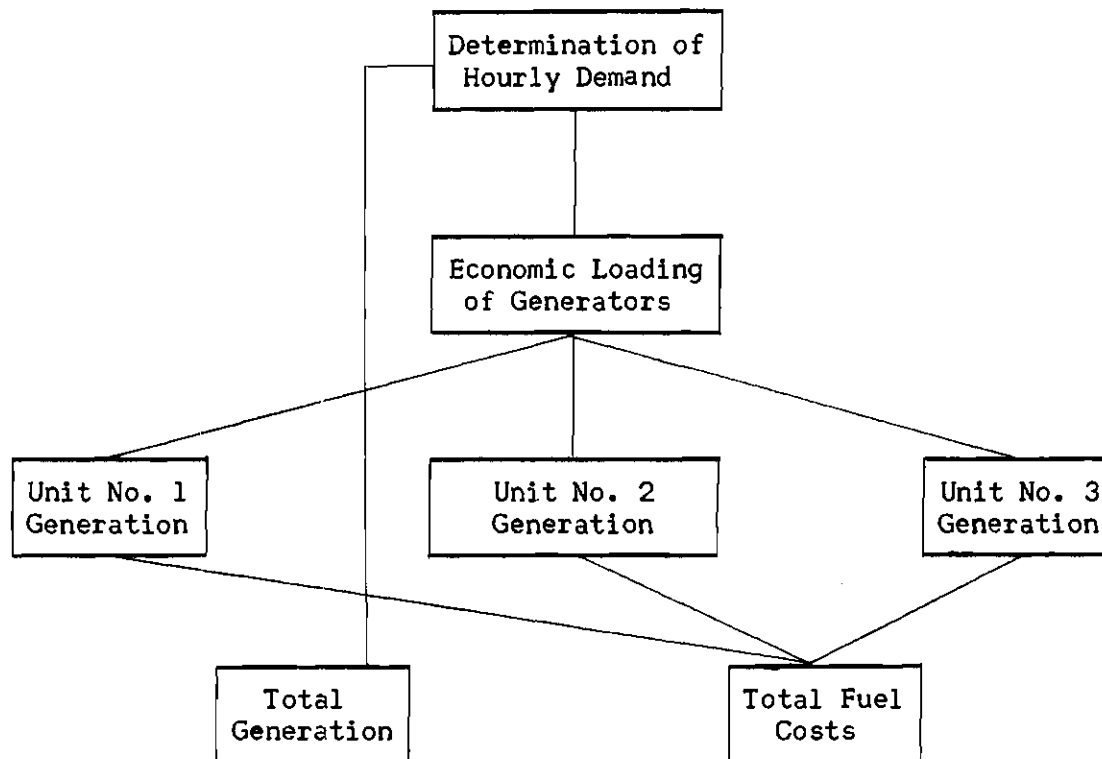 Determination of
Hourly Demand
Economic Loading
of Generators
Unit No. 1
Generation
Unit No. 2
Generation
Unit No. 3
Generation
Total
Generation
Total Fuel
Costs